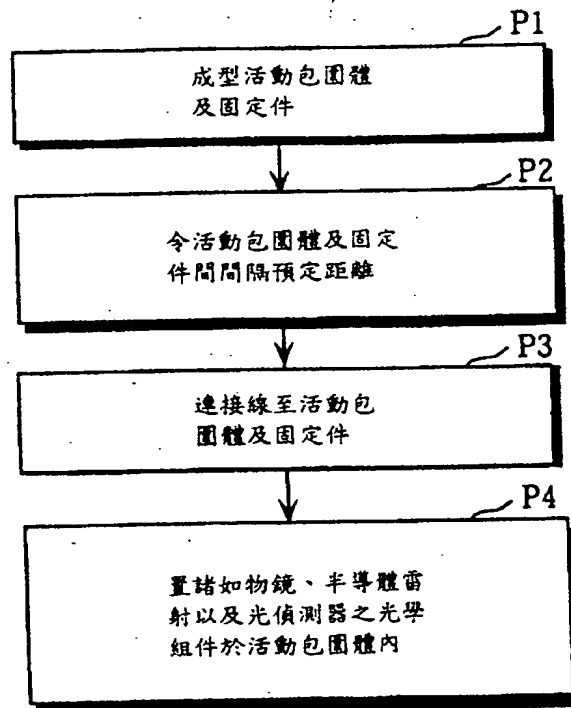 P1
成型活動包圍體
及固定件
P2
令活動包圍體及固定
件間間隔預定距離
P3
連接線至活動包
圍體及固定件
P4
置諸如物鏡、半導體雷
射以及光偵測器之光學
組件於活動包圍體內